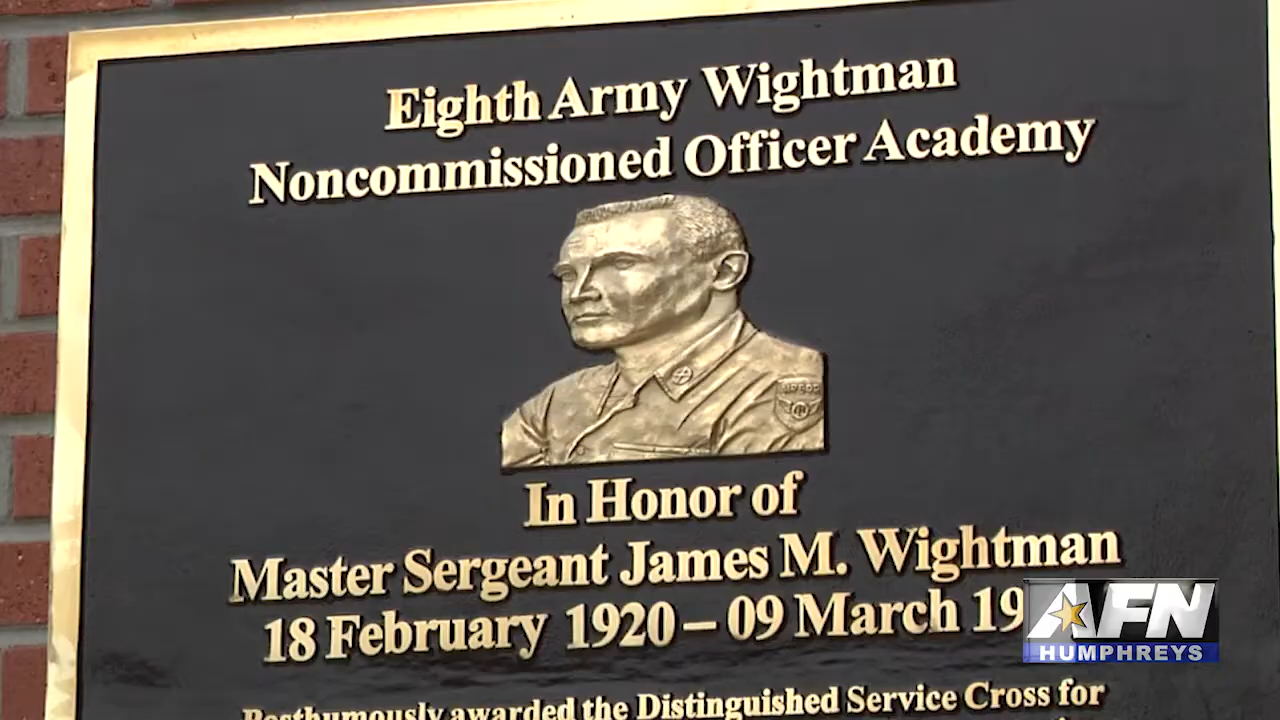 Eighth Army Wightman
Noncommissioned Officer Academy
In Honor of
Master Sergeant James M. Wightman
18 February 1920 – 09 March 19
Posthumously awarded the Distinguished Service Cross for
AFN
HUMPHREYS